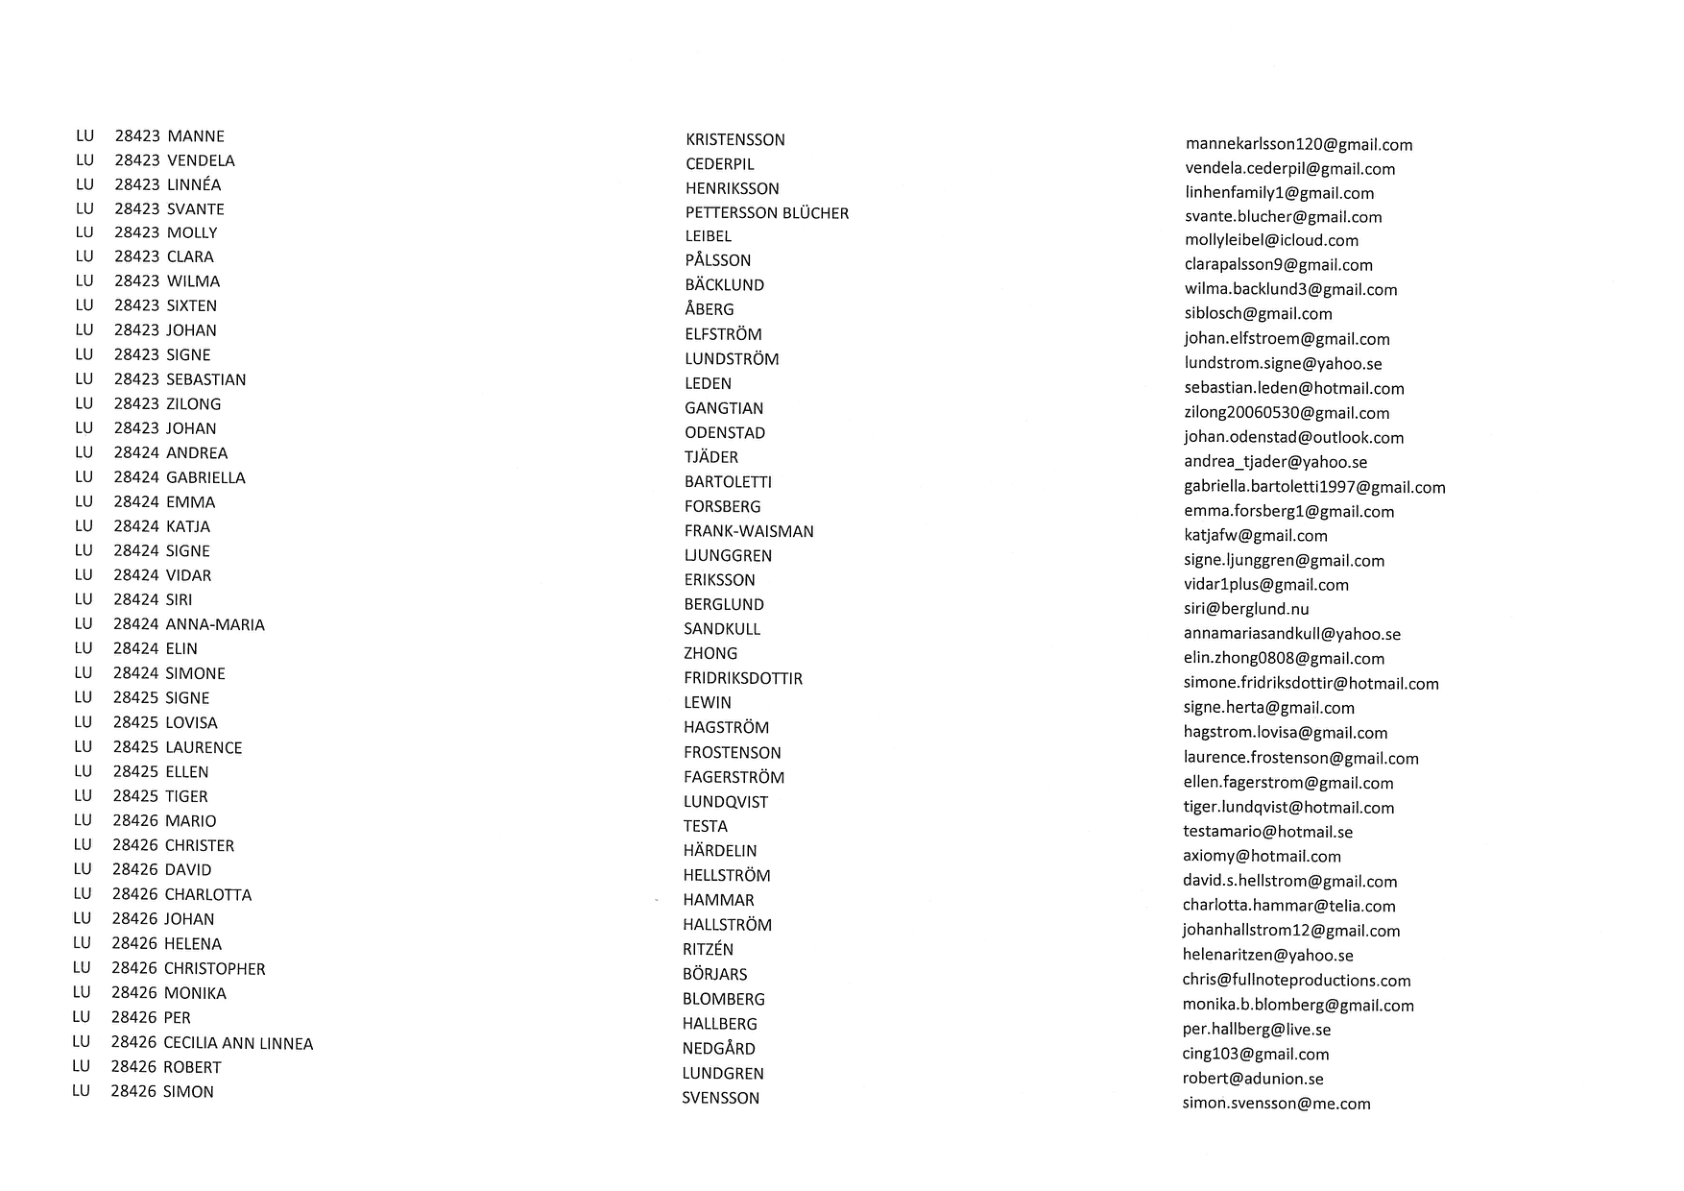 LU 28423 MANNE KRISTENSSON mannekarlsson120@gmail.com
LU 28423 VENDELA CEDERPIL vendela.cederpil@gmail.com
LU 28423 LINNÉA HENRIKSSON linhenfamily1@gmail.com
LU 28423 SVANTE PETTERSSON BLÜCHER svante.blucher@gmail.com
LU 28423 MOLLY LEIBEL mollyleibel@icloud.com
LU 28423 CLARA PÅLSSON clarapalsson9@gmail.com
LU 28423 WILMA BÄCKLUND wilma.backlund3@gmail.com
LU 28423 SIXTEN ÅBERG siblosch@gmail.com
LU 28423 JOHAN ELFSTRÖM johan.elfstroem@gmail.com
LU 28423 SIGNE LUNDSTRÖM lundstrom.signe@yahoo.se
LU 28423 SEBASTIAN LEDEN sebastian.leden@hotmail.com
LU 28423 ZILONG GANGTIAN zilong20060530@gmail.com
LU 28423 JOHAN ODENSTAD johan.odenstad@outlook.com
LU 28424 ANDREA TJÄDER andrea_tjader@yahoo.se
LU 28424 GABRIELLA BARTOLETTI gabriella.bartoletti1997@gmail.com
LU 28424 EMMA FORSBERG emma.forsberg1@gmail.com
LU 28424 KATJA FRANK-WAISMAN katjafw@gmail.com
LU 28424 SIGNE LJUNGGREN signe.ljunggren@gmail.com
LU 28424 VIDAR ERIKSSON vidar1plus@gmail.com
LU 28424 SIRI BERGLUND siri@berglund.nu
LU 28424 ANNA-MARIA SANDKULL annamariasandkull@yahoo.se
LU 28424 ELIN ZHONG elin.zhong0808@gmail.com
LU 28424 SIMONE FRIDRIKSDOTTIR simone.fridriksdottir@hotmail.com
LU 28425 SIGNE LEWIN signe.herta@gmail.com
LU 28425 LOVISA HAGSTRÖM hagstrom.lovisa@gmail.com
LU 28425 LAURENCE FROSTENSON laurence.frostenson@gmail.com
LU 28425 ELLEN FAGERSTRÖM ellen.fagerstrom@gmail.com
LU 28425 TIGER LUNDQVIST tiger.lundqvist@hotmail.com
LU 28426 MARIO TESTA testamario@hotmail.se
LU 28426 CHRISTER HÄRDELIN axiomy@hotmail.com
LU 28426 DAVID HELLSTRÖM david.s.hellstrom@gmail.com
LU 28426 CHARLOTTA HAMMAR charlotta.hammar@telia.com
LU 28426 JOHAN HALLSTRÖM johanhallstrom12@gmail.com
LU 28426 HELENA RITZÉN helenaritzen@yahoo.se
LU 28426 CHRISTOPHER BÖRJARS chris@fullnoteproductions.com
LU 28426 MONIKA BLOMBERG monika.b.blomberg@gmail.com
LU 28426 PER HALLBERG per.hallberg@live.se
LU 28426 CECILIA ANN LINNEA NEDGÅRD cing103@gmail.com
LU 28426 ROBERT LUNDGREN robert@adunion.se
LU 28426 SIMON SVENSSON simon.svensson@me.com